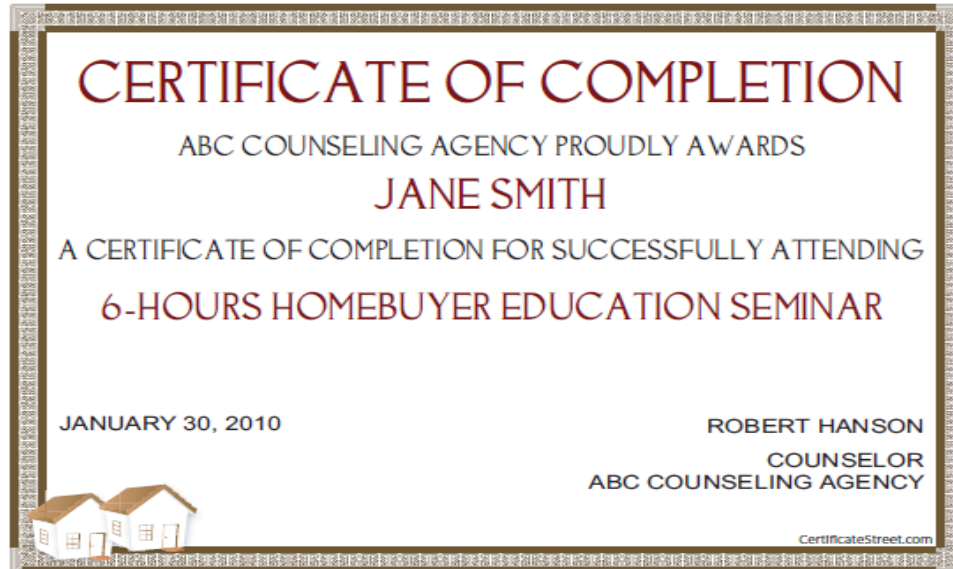 CERTIFICATE OF COMPLETION
ABC COUNSELING AGENCY PROUDLY AWARDS
JANE SMITH
A CERTIFICATE OF COMPLETION FOR SUCCESSFULLY ATTENDING
6-HOURS HOMEBUYER EDUCATION SEMINAR
JANUARY 30, 2010
ROBERT HANSON
COUNSELOR
ABC COUNSELING AGENCY
CertificateStreet.com